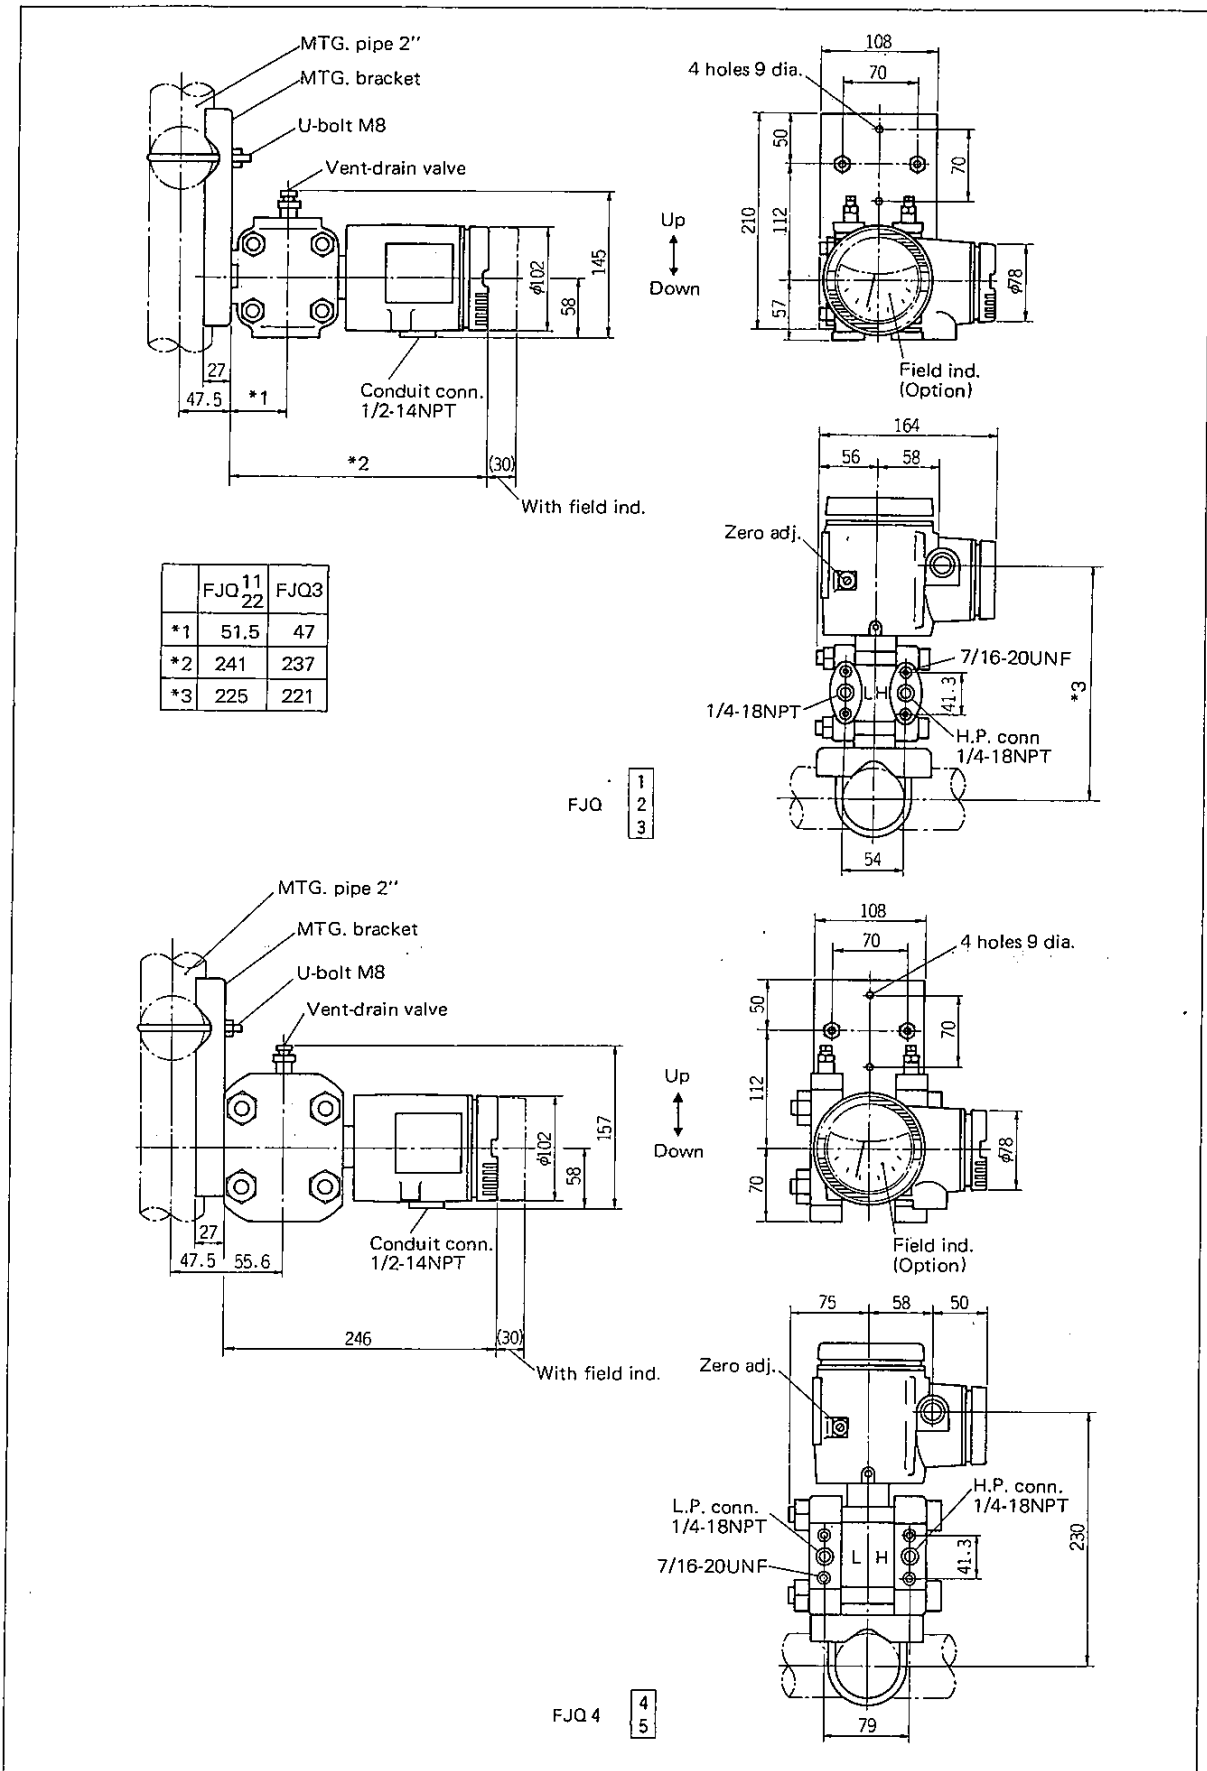 MTG. pipe 2''
MTG. bracket
U-bolt M8
Vent-drain valve
145
φ102
58
27
47.5
*1
Conduit conn.
1/2-14NPT
*2
(30)
With field ind.
108
4 holes 9 dia.
70
50
70
210
112
57
Up
Down
φ78
Field ind.
(Option)
FJQ 11
22
FJQ3
*1 51.5 47
*2 241 237
*3 225 221
164
56 58
Zero adj.
7/16-20UNF
L H
41.3
*3
1/4-18NPT
H.P. conn
1/4-18NPT
54
FJQ
1
2
3
MTG. pipe 2''
MTG. bracket
U-bolt M8
Vent-drain valve
157
φ102
58
27
47.5 55.6
Conduit conn.
1/2-14NPT
246
(30)
With field ind.
108
70
4 holes 9 dia.
50
70
112
70
Up
Down
φ78
Field ind.
(Option)
75 58 50
Zero adj.
L.P. conn.
1/4-18NPT
H.P. conn.
1/4-18NPT
L H
7/16-20UNF
41.3
230
79
FJQ 4
4
5